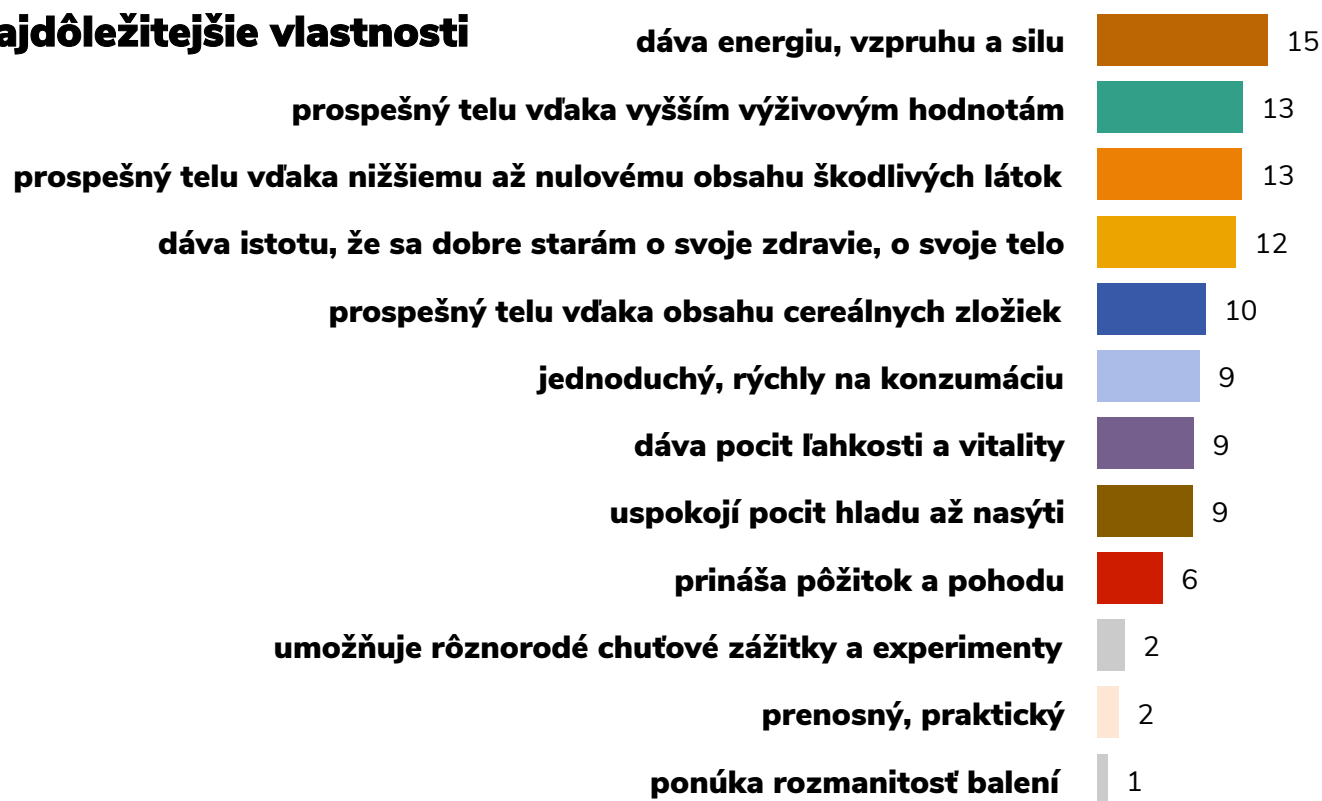 ajdôležitejšie vlastnosti
dáva energiu, vzpruhu a silu 15
prospešný telu vďaka vyšším výživovým hodnotám 13
prospešný telu vďaka nižšiemu až nulovému obsahu škodlivých látok 13
dáva istotu, že sa dobre starám o svoje zdravie, o svoje telo 12
prospešný telu vďaka obsahu cereálnych zložiek 10
jednoduchý, rýchly na konzumáciu 9
dáva pocit ľahkosti a vitality 9
uspokojí pocit hladu až nasýti 9
prináša pôžitok a pohodu 6
umožňuje rôznorodé chuťové zážitky a experimenty 2
prenosný, praktický 2
ponúka rozmanitosť balení 1